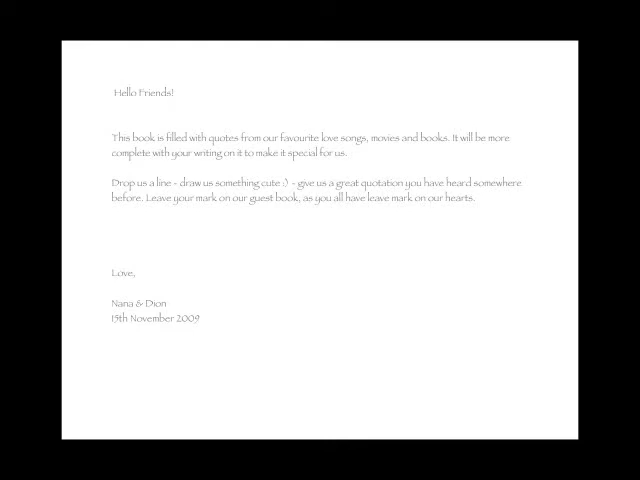 Hello Friends!
This book is filled with quotes from our favourite love songs, movies and books. It will be more
complete with your writing on it to make it special for us.
Drop us a line - draw us something cute :) - give us a great quotation you have heard somewhere
before. Leave your mark on our guest book, as you all have leave mark on our hearts.
Love,
Nana & Dion
15th November 2009